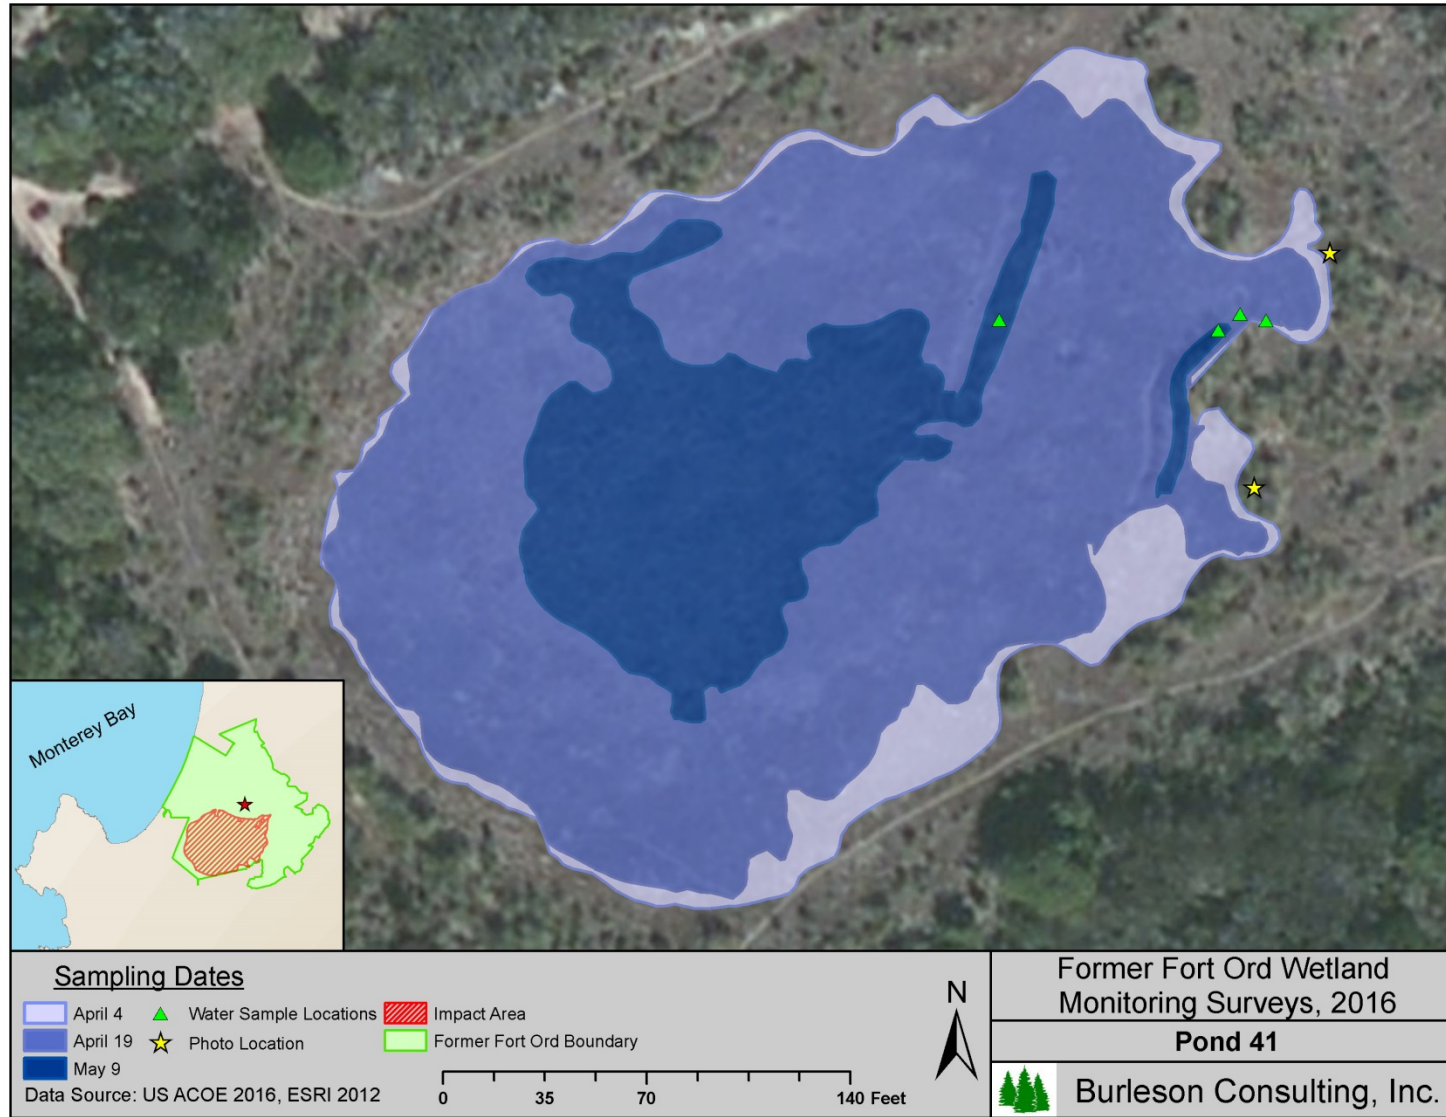 Monterey Bay
Sampling Dates
April 4
April 19
May 9
Water Sample Locations
Photo Location
Impact Area
Former Fort Ord Boundary
Data Source: US ACOE 2016, ESRI 2012
0 35 70 140 Feet
N
Former Fort Ord Wetland
Monitoring Surveys, 2016
Pond 41
Burleson Consulting, Inc.